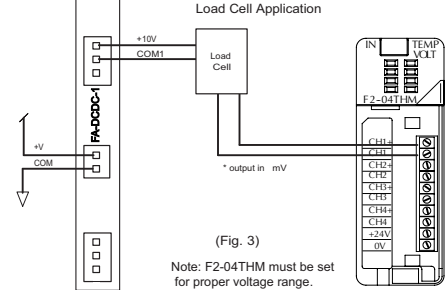 Load Cell Application
+10V
COM1
Load
Cell
FA-DCDC-1
+V
COM
* output in mV
IN TEMP
VOLT
F2-04THM
CH1+
CH1
CH2+
CH2
CH3+
CH3
CH4+
CH4
+24V
0V
(Fig. 3)
Note: F2-04THM must be set
for proper voltage range.